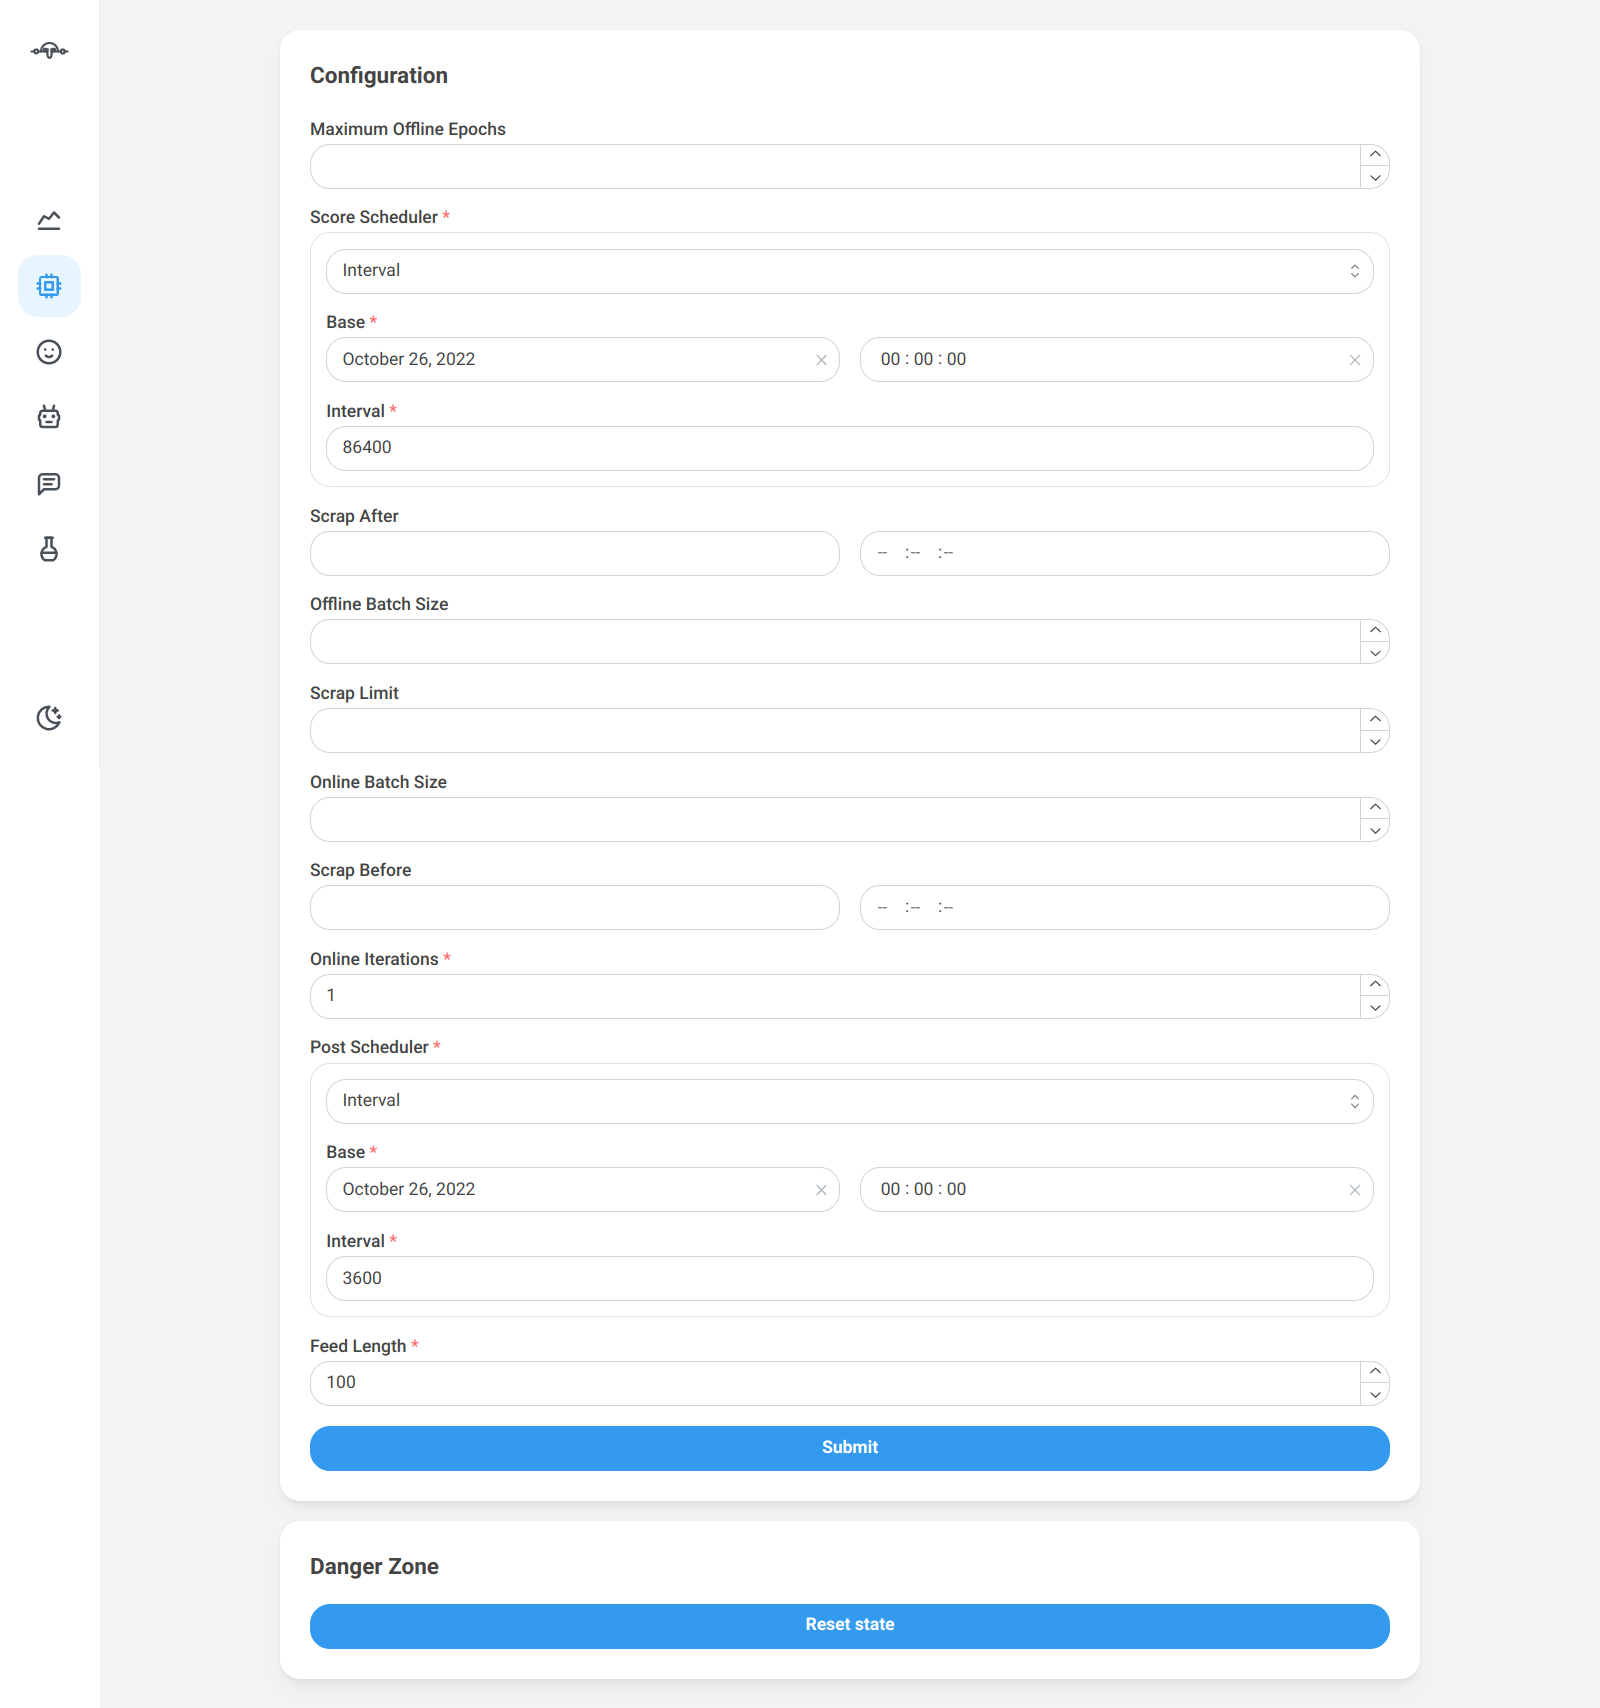 Configuration
Maximum Offline Epochs
Score Scheduler *
Interval
Base *
October 26, 2022
00 : 00 : 00
Interval *
86400
Scrap After
-- :-- :--
Offline Batch Size
Scrap Limit
Online Batch Size
Scrap Before
-- :-- :--
Online Iterations *
1
Post Scheduler *
Interval
Base *
October 26, 2022
00 : 00 : 00
Interval *
3600
Feed Length *
100
Submit
Danger Zone
Reset state